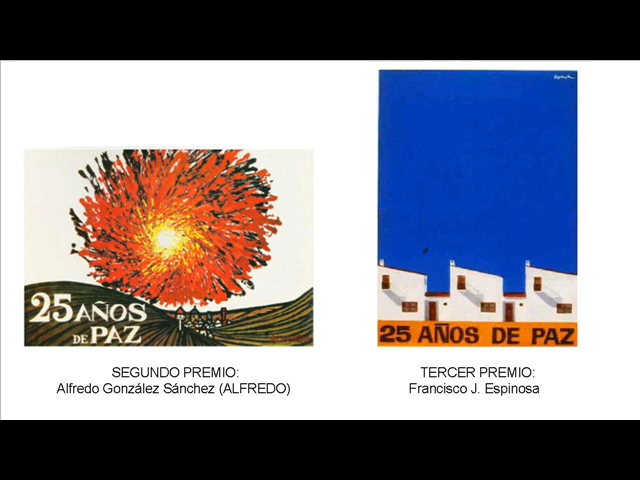 25 AÑOS
DE PAZ
25 AÑOS DE PAZ
SEGUNDO PREMIO:
Alfredo González Sánchez (ALFREDO)
TERCER PREMIO:
Francisco J. Espinosa